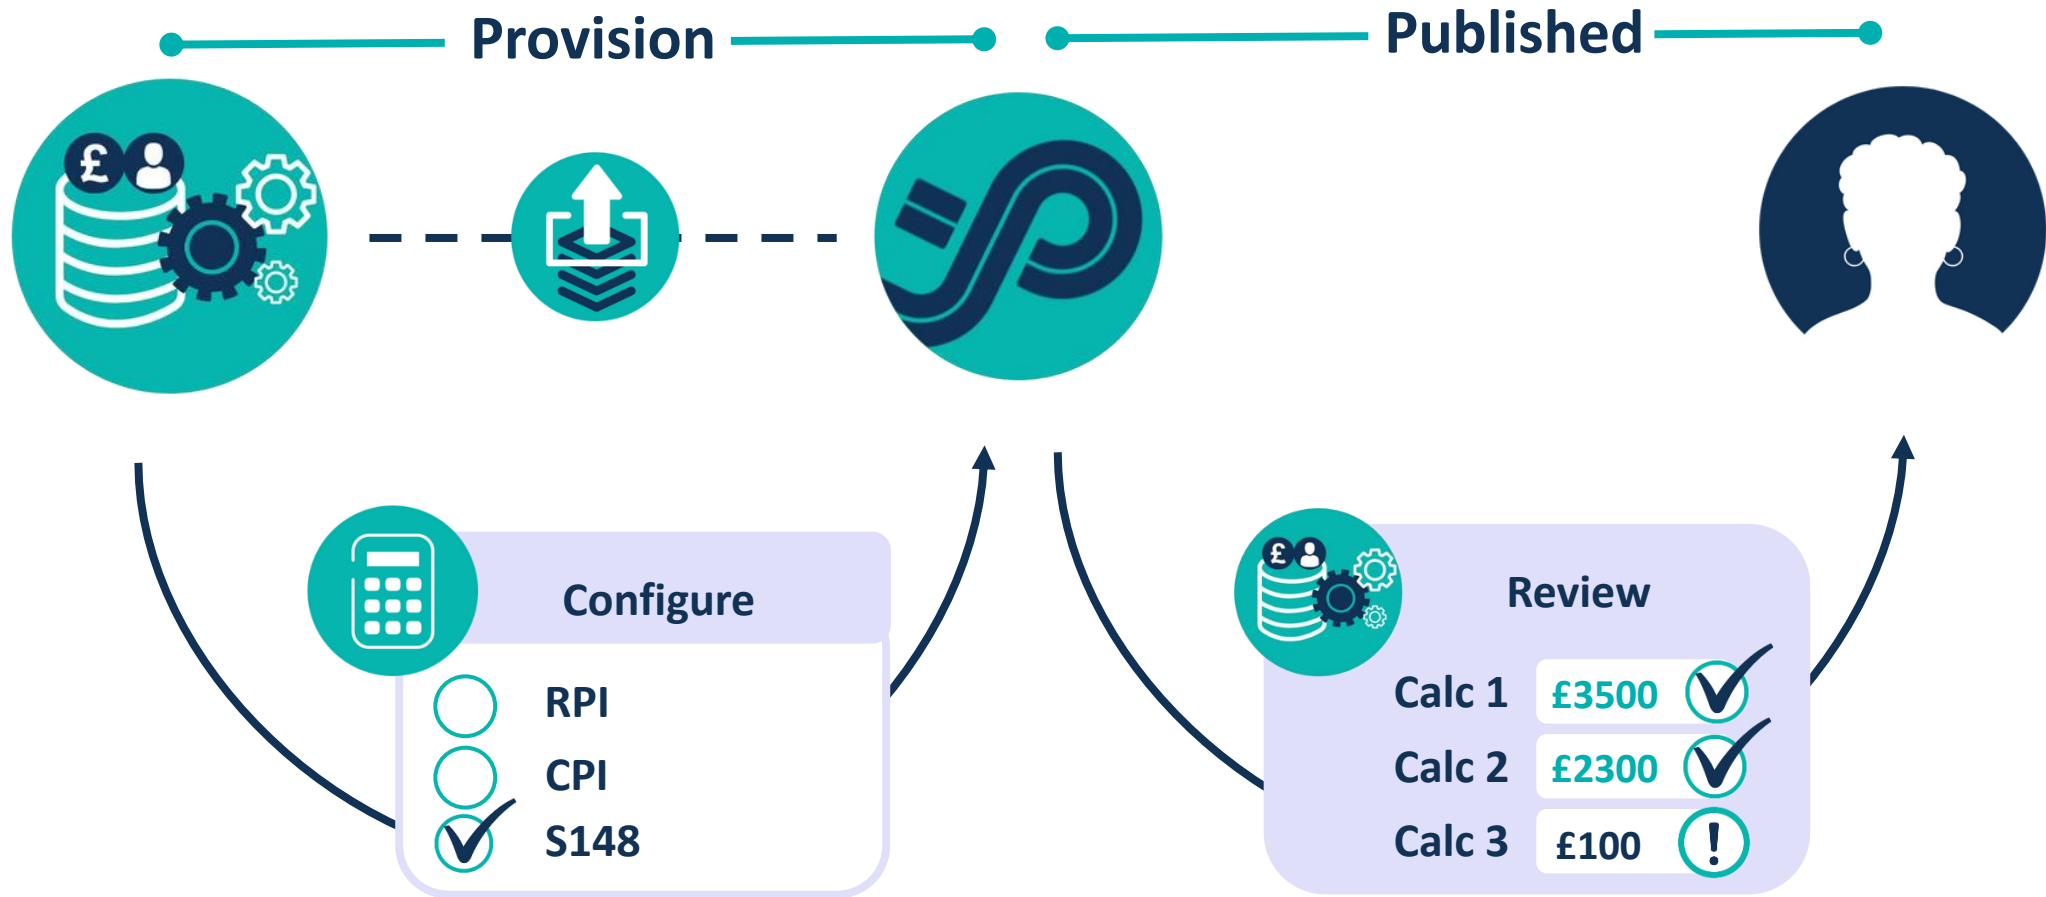 Provision
Published
£
Configure
RPI
CPI
S148
£
Review
Calc 1 £3500
Calc 2 £2300
Calc 3 £100 !